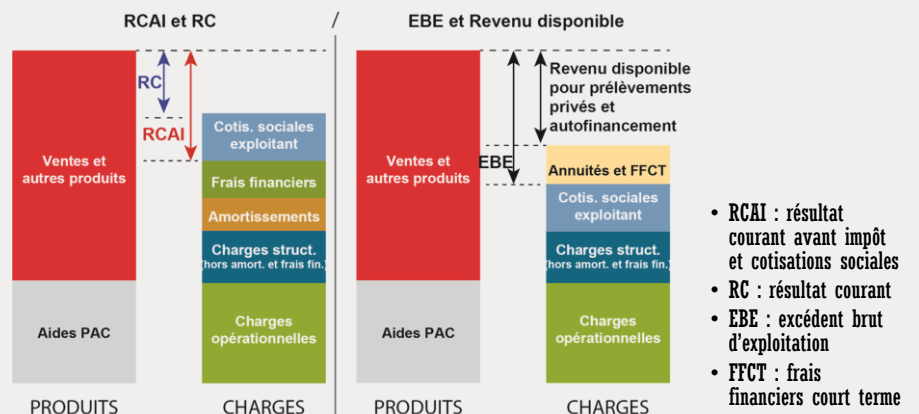 RCAI et RC
/
EBE et Revenu disponible
RC
RCAI
Ventes et
autres produits
Aides PAC
Cotis. sociales
exploitant
Frais financiers
Amortissements
Charges struct.
(hors amort. et frais fin.)
Charges
opérationnelles
PRODUITS
CHARGES
Revenu disponible
pour prélèvements
privés et
autofinancement
EBE
Ventes et
autres produits
Aides PAC
Annuités et FFCT
Cotis. sociales
exploitant
Charges struct.
(hors amort. et frais fin.)
Charges
opérationnelles
PRODUITS
CHARGES
• RCAI : résultat
courant avant impôt
et cotisations sociales
• RC : résultat courant
• EBE : excédent brut
d'exploitation
• FFCT : frais
financiers court terme